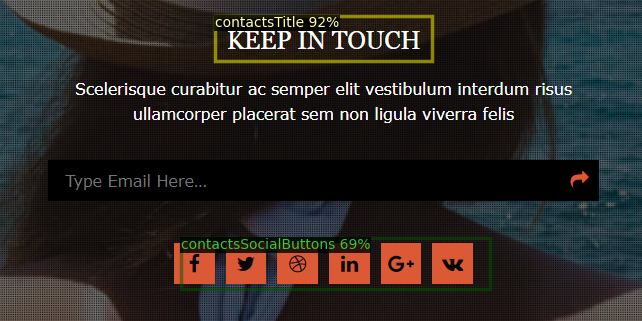 contactsTitle 92%
KEEP IN TOUCH
Scelerisque curabitur ac semper elit vestibulum interdum risus
ullamcorper placerat sem non ligula viverra felis
Type Email Here...
contactsSocialButtons 69%